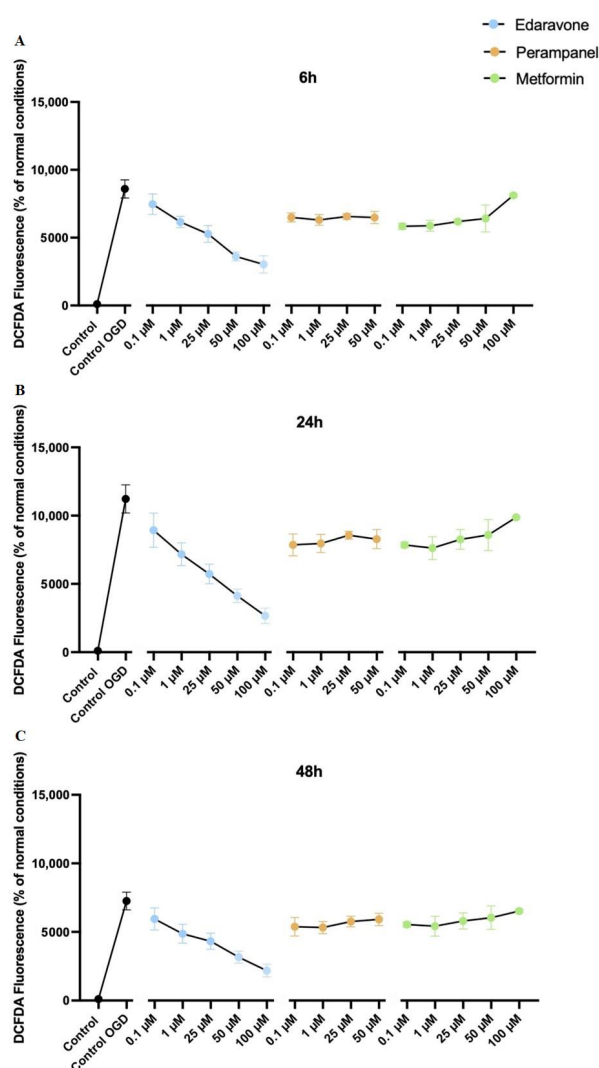 Edaravone
Perampanel
Metformin
A
6h
DCFDA Fluorescence (% of normal conditions)
15,000
10,000
5000
0
Control
Control OGD
0.1 µM
1 µM
25 µM
50 µM
100 µM
0.1 µM
1 µM
25 µM
50 µM
0.1 µM
1 µM
25 µM
50 µM
100 µM
B
24h
DCFDA Fluorescence (% of normal conditions)
15,000
10,000
5000
0
Control
Control OGD
0.1 µM
1 µM
25 µM
50 µM
100 µM
0.1 µM
1 µM
25 µM
50 µM
0.1 µM
1 µM
25 µM
50 µM
100 µM
C
48h
DCFDA Fluorescence (% of normal conditions)
15,000
10,000
5000
0
Control
Control OGD
0.1 µM
1 µM
25 µM
50 µM
100 µM
0.1 µM
1 µM
25 µM
50 µM
0.1 µM
1 µM
25 µM
50 µM
100 µM